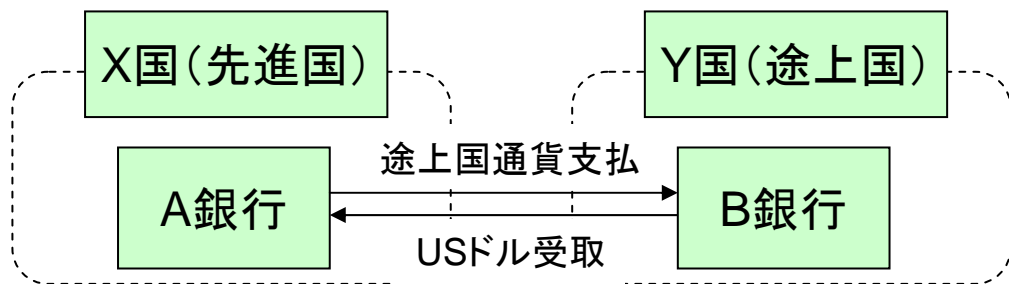 X国（先進国）
Y国（途上国）
途上国通貨支払
A銀行
B銀行
USドル受取